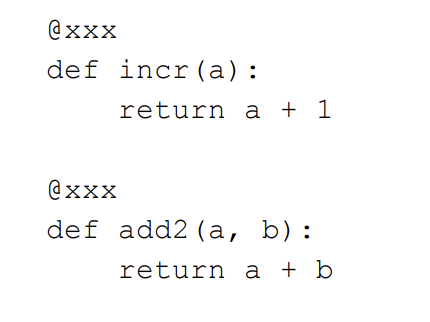 @xxx
def incr(a):
    return a + 1
@xxx
def add2(a, b):
    return a + b